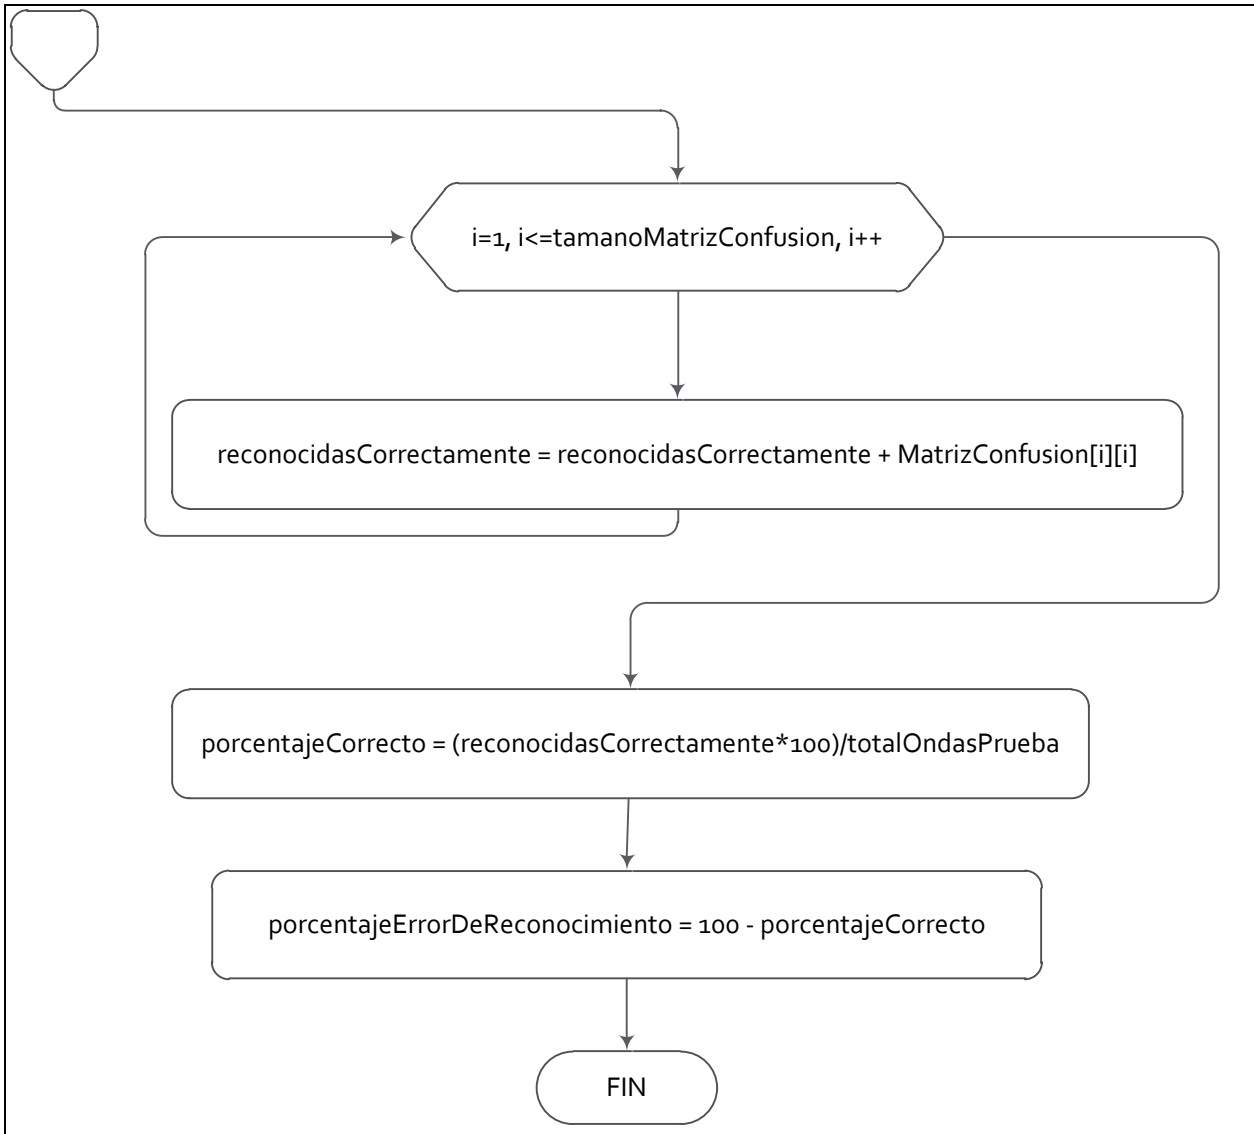 i=1, i<=tamanoMatrizConfusion, i++
reconocidasCorrectamente = reconocidasCorrectamente + MatrizConfusion[i][i]
porcentajeCorrecto = (reconocidasCorrectamente*100)/totalOndasPrueba
porcentajeErrorDeReconocimiento = 100 - porcentajeCorrecto
FIN